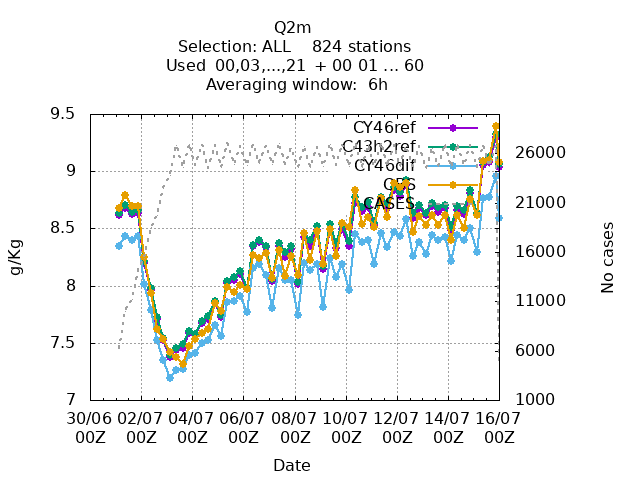 Q2m
Selection: ALL 824 stations
Used 00,03,...,21 + 00 01 ... 60
Averaging window: 6h
9.5
9
8.5
8
7.5
7
g/Kg
CY46ref
C43h2ref
CY46dif
OBS
CASES
26000
21000
16000
11000
6000
1000
No cases
30/06 02/07 04/07 06/07 08/07 10/07 12/07 14/07 16/07
00Z 00Z 00Z 00Z 00Z 00Z 00Z 00Z 00Z
Date